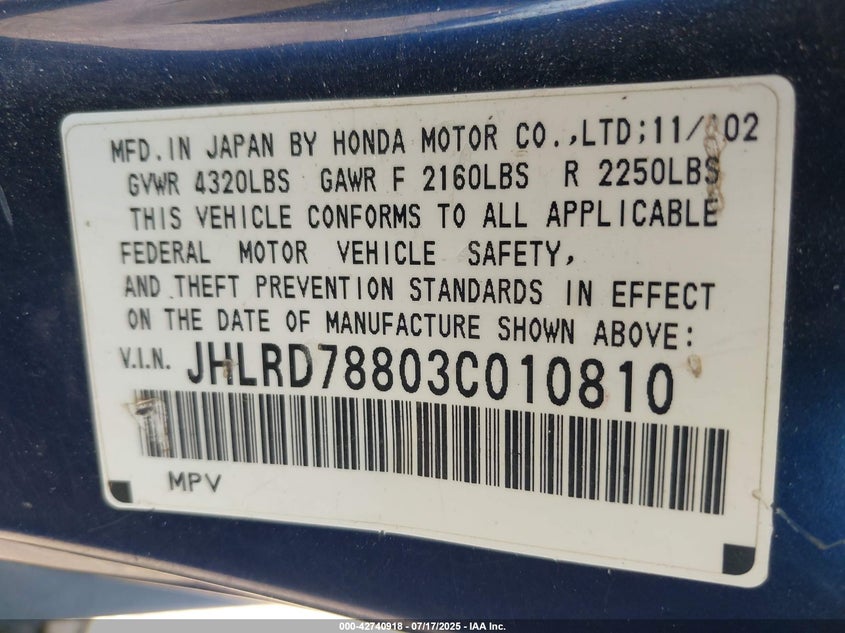 MFD. IN JAPAN BY HONDA MOTOR CO.,LTD;11/02
GVWR 4320LBS GAWR F 2160LBS R 2250LBS
THIS VEHICLE CONFORMS TO ALL APPLICABLE
FEDERAL MOTOR VEHICLE SAFETY,
AND THEFT PREVENTION STANDARDS IN EFFECT
ON THE DATE OF MANUFACTURE SHOWN ABOVE:
V.I.N. JHLRD78803C010810
MPV
000-42740918 - 07/17/2025 - IAA Inc.